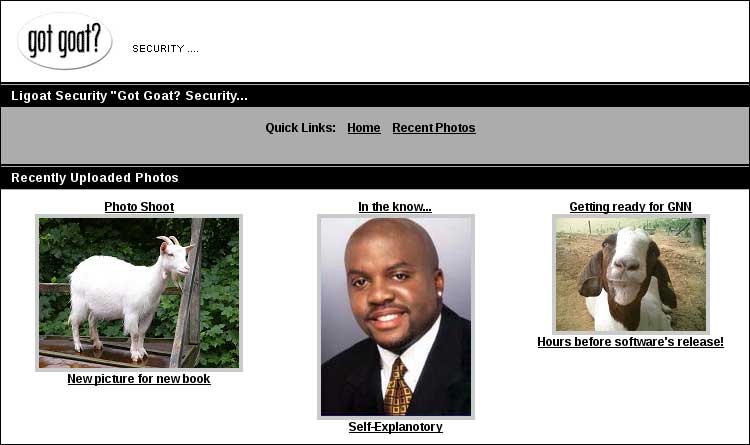 got goat?
SECURITY ....
Ligoat Security "Got Goat? Security...
Quick Links: Home Recent Photos
Recently Uploaded Photos
Photo Shoot
In the know...
Getting ready for GNN
New picture for new book
Self-Explanotory
Hours before software's release!